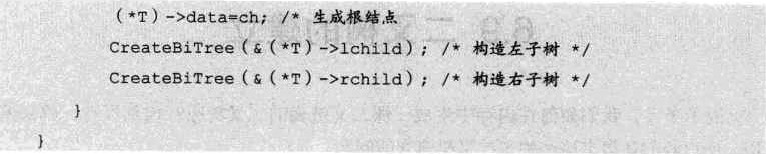 (*T)->data=ch; /* 生成根结点
CreateBiTree(&(*T)->lchild); /* 构造左子树 */
CreateBiTree(&(*T)->rchild); /* 构造右子树 */
}
}